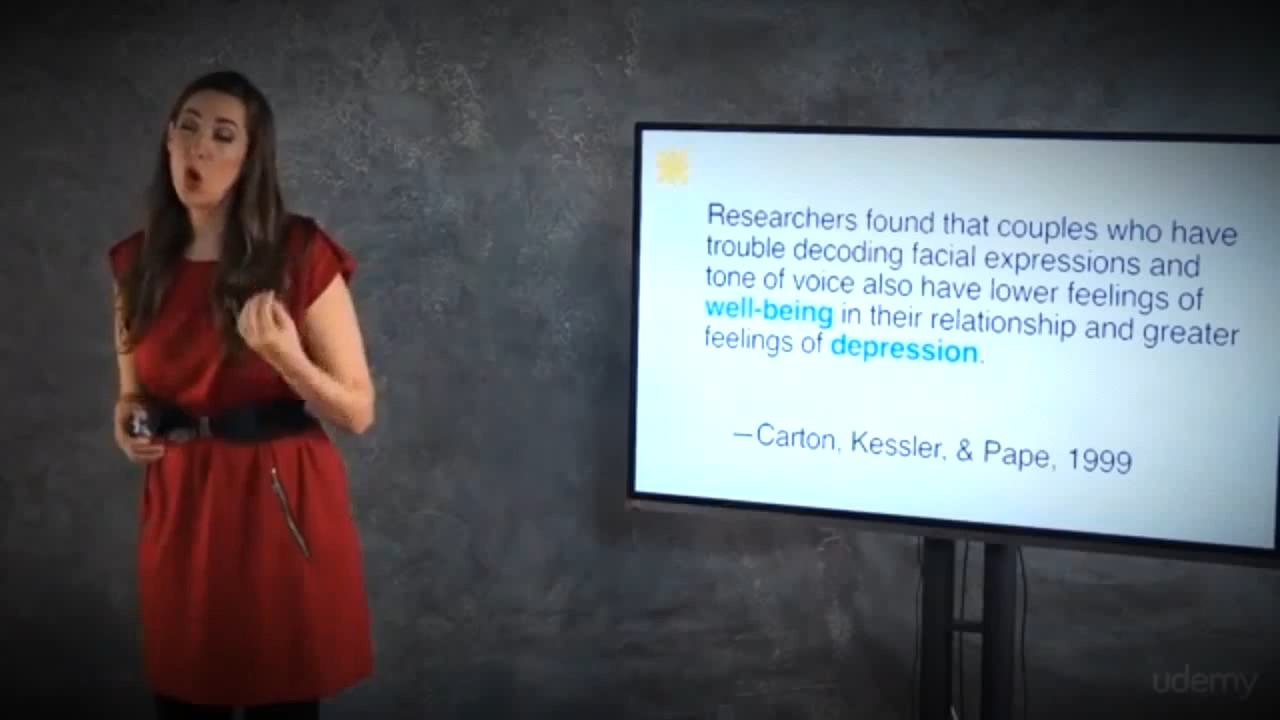 Researchers found that couples who have
trouble decoding facial expressions and
tone of voice also have lower feelings of
well-being in their relationship and greater
feelings of depression.
—Carton, Kessler, & Pape, 1999
udemy